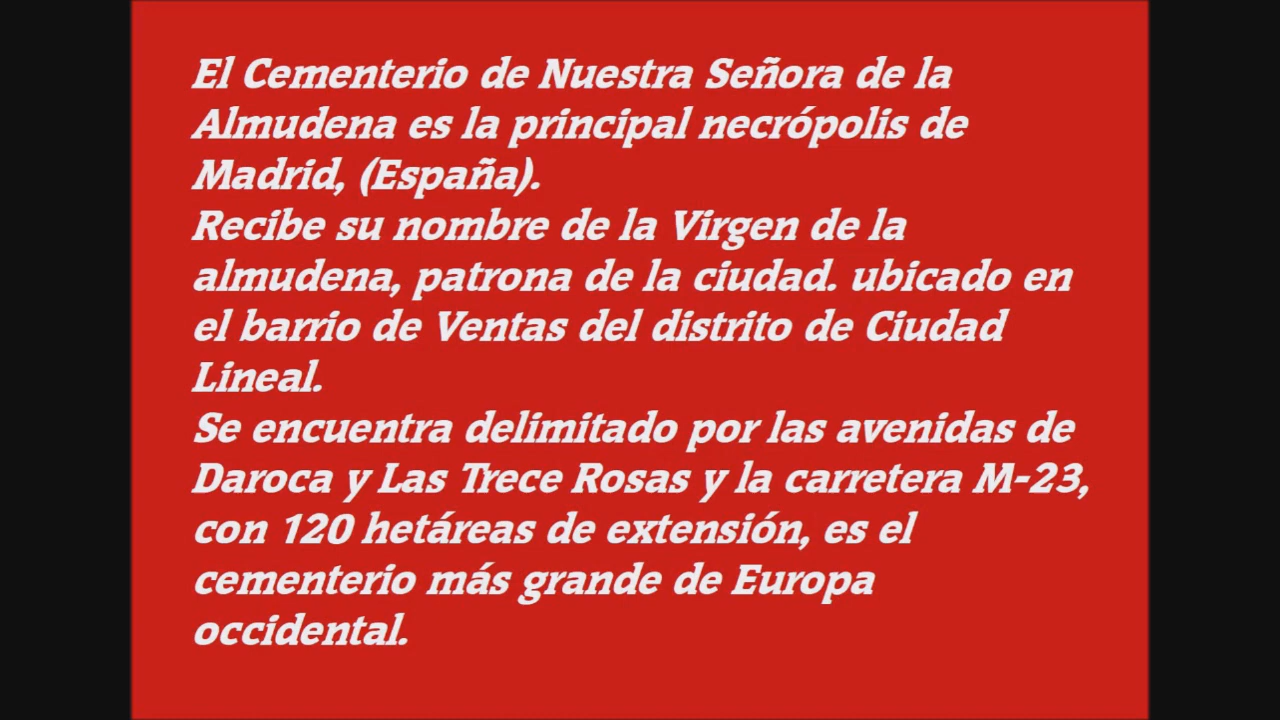 El Cementerio de Nuestra Señora de la
Almudena es la principal necrópolis de
Madrid, (España).
Recibe su nombre de la Virgen de la
almudena, patrona de la ciudad. ubicado en
el barrio de Ventas del distrito de Ciudad
Lineal.
Se encuentra delimitado por las avenidas de
Daroca y Las Trece Rosas y la carretera M-23,
con 120 hetáreas de extensión, es el
cementerio más grande de Europa
occidental.